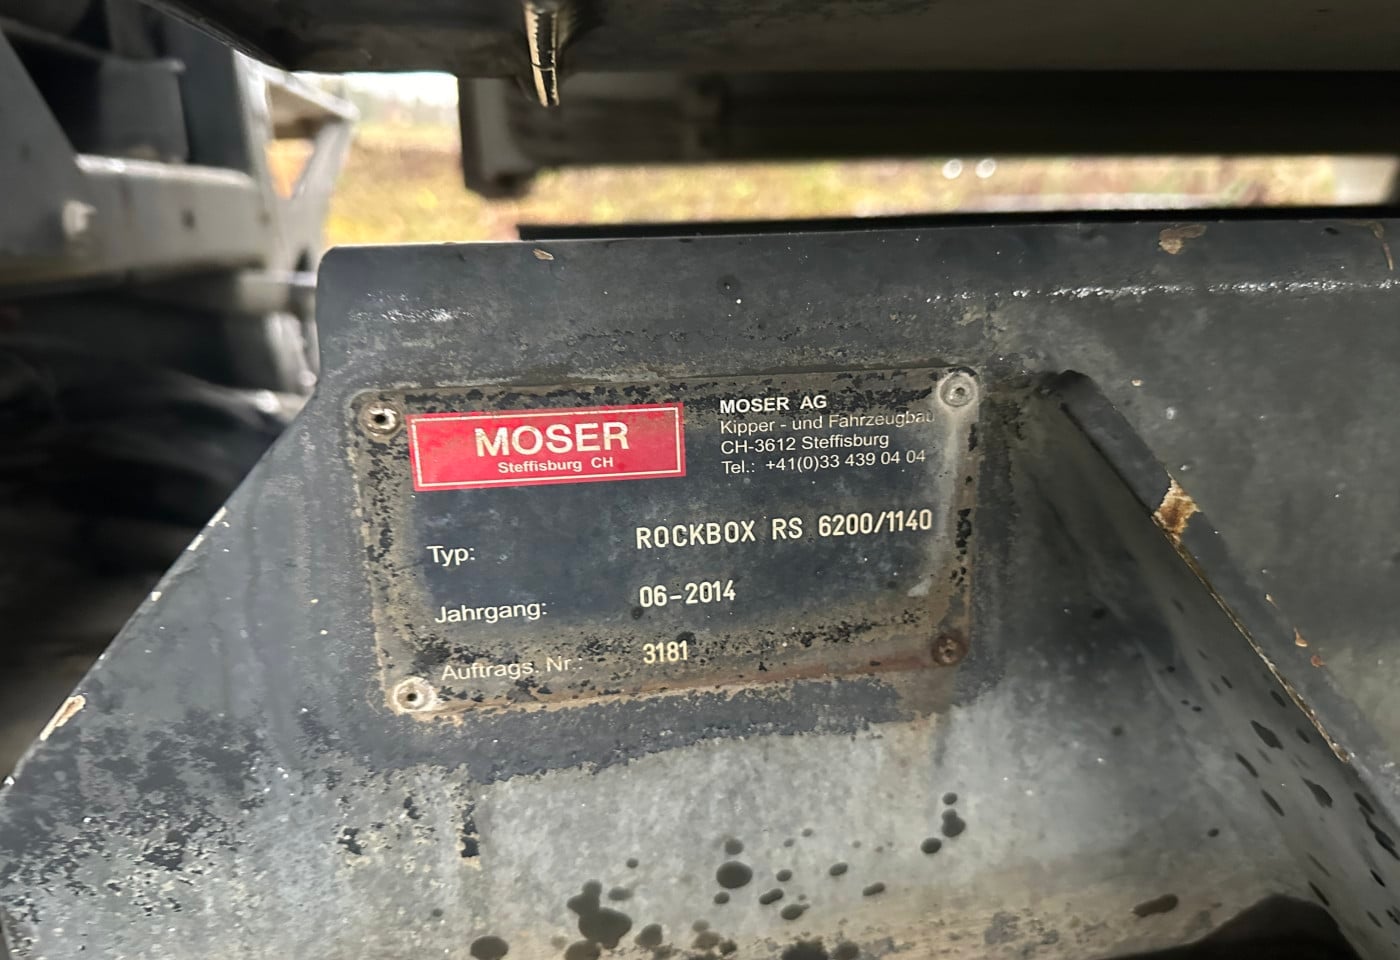 MOSER
Steffisburg CH
MOSER AG
Kipper - und Fahrzeugbau
CH-3612 Steffisburg
Tel.: +41(0)33 439 04 04
Typ: ROCKBOX RS 6200/1140
Jahrgang: 06-2014
Auftrags. Nr.: 3181